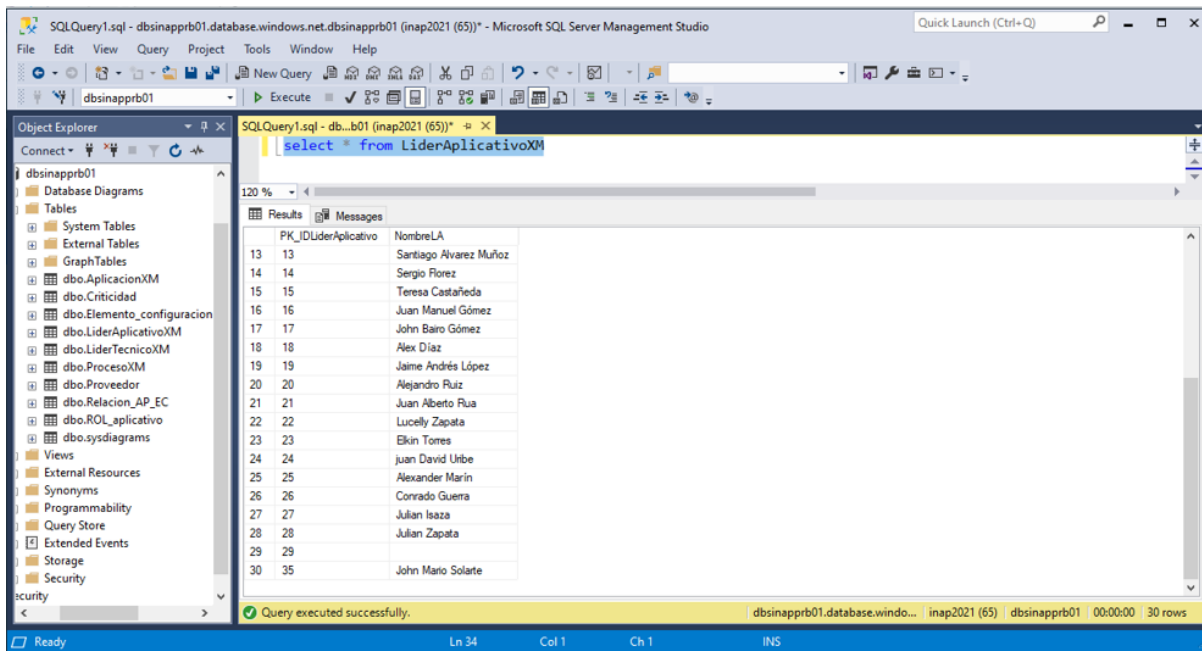 SQLQuery1.sql - dbsinapprb01.database.windows.net.dbsinapprb01 (inap2021 (65))* - Microsoft SQL Server Management Studio
Quick Launch (Ctrl+Q)
File Edit View Query Project Tools Window Help
New Query
dbsinapprb01
Execute
Object Explorer
SQLQuery1.sql - db...b01 (inap2021 (65))*
Connect
select * from LiderAplicativoXM
dbsinapprb01
Database Diagrams
Tables
System Tables
External Tables
GraphTables
dbo.AplicacionXM
dbo.Criticidad
dbo.Elemento_configuracion
dbo.LiderAplicativoXM
dbo.LiderTecnicoXM
dbo.ProcesoXM
dbo.Proveedor
dbo.Relacion_AP_EC
dbo.ROL_aplicativo
dbo.sysdiagrams
Views
External Resources
Synonyms
Programmability
Query Store
Extended Events
Storage
Security
ecurity
120 %
Results Messages
PK_IDLiderAplicativo NombreLA
13 13 Santiago Alvarez Muñoz
14 14 Sergio Florez
15 15 Teresa Castañeda
16 16 Juan Manuel Gómez
17 17 John Bairo Gómez
18 18 Alex Díaz
19 19 Jaime Andrés López
20 20 Alejandro Ruiz
21 21 Juan Alberto Rua
22 22 Lucelly Zapata
23 23 Elkin Torres
24 24 juan David Uribe
25 25 Alexander Marín
26 26 Conrado Guerra
27 27 Julian Isaza
28 28 Julian Zapata
29 29
30 35 John Mario Solarte
Query executed successfully.
dbsinapprb01.database.windo... inap2021 (65) dbsinapprb01 00:00:00 30 rows
Ready Ln 34 Col 1 Ch 1 INS